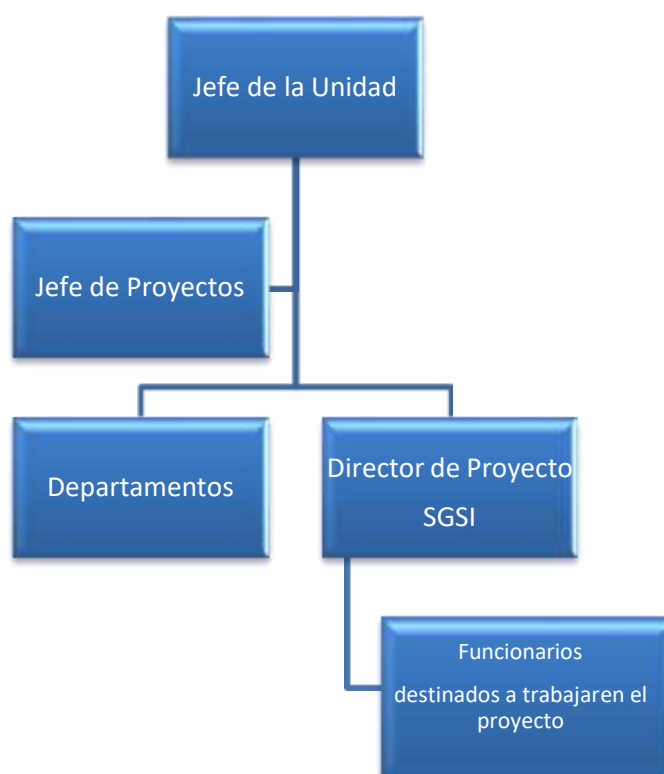 Jefe de la Unidad
Jefe de Proyectos
Departamentos
Director de Proyecto
SGSI
Funcionarios
destinados a trabajaren el
proyecto